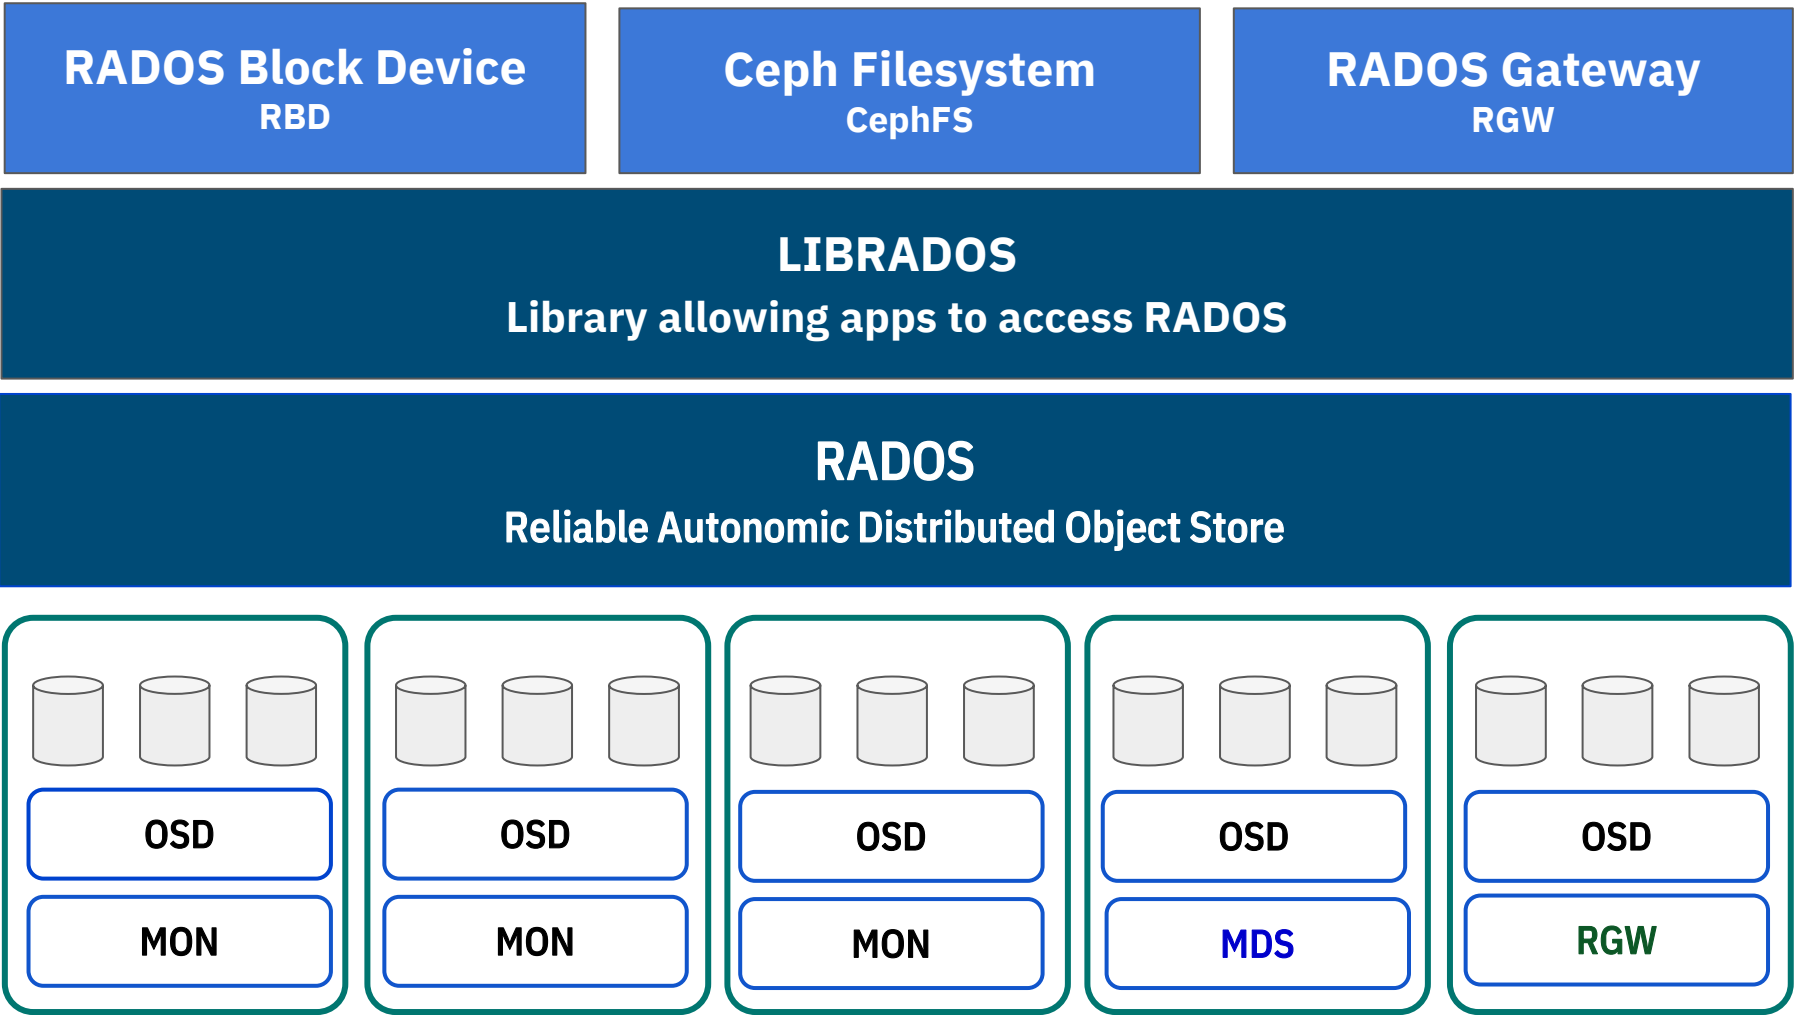 RADOS Block Device
RBD
Ceph Filesystem
CephFS
RADOS Gateway
RGW
LIBRADOS
Library allowing apps to access RADOS
RADOS
Reliable Autonomic Distributed Object Store
OSD
MON
OSD
MON
OSD
MON
OSD
MDS
OSD
RGW